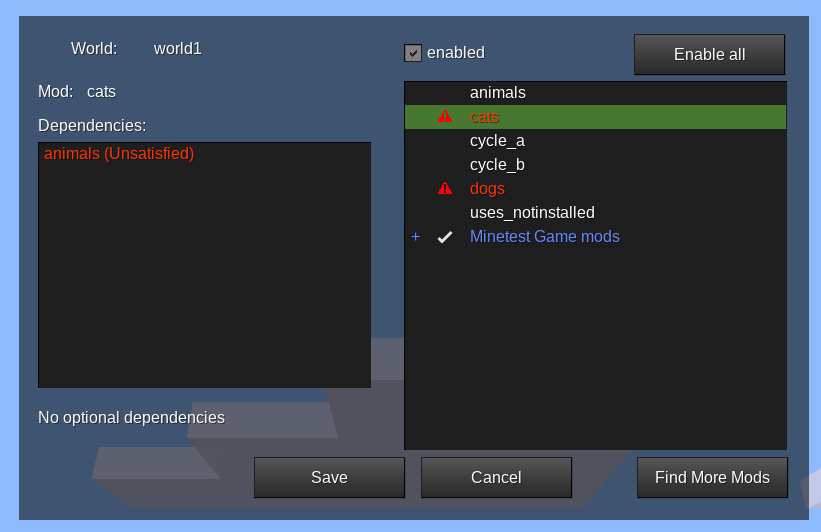 World: world1
enabled
Enable all
Mod: cats
Dependencies:
animals (Unsatisfied)
No optional dependencies
animals
cats
cycle_a
cycle_b
dogs
uses_notinstalled
+ Minetest Game mods
Save
Cancel
Find More Mods